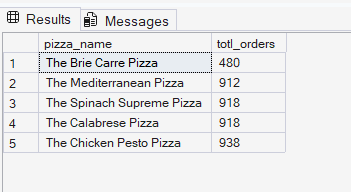 Results Messages
pizza_name totl_orders
1 The Brie Carre Pizza 480
2 The Mediterranean Pizza 912
3 The Spinach Supreme Pizza 918
4 The Calabrese Pizza 918
5 The Chicken Pesto Pizza 938